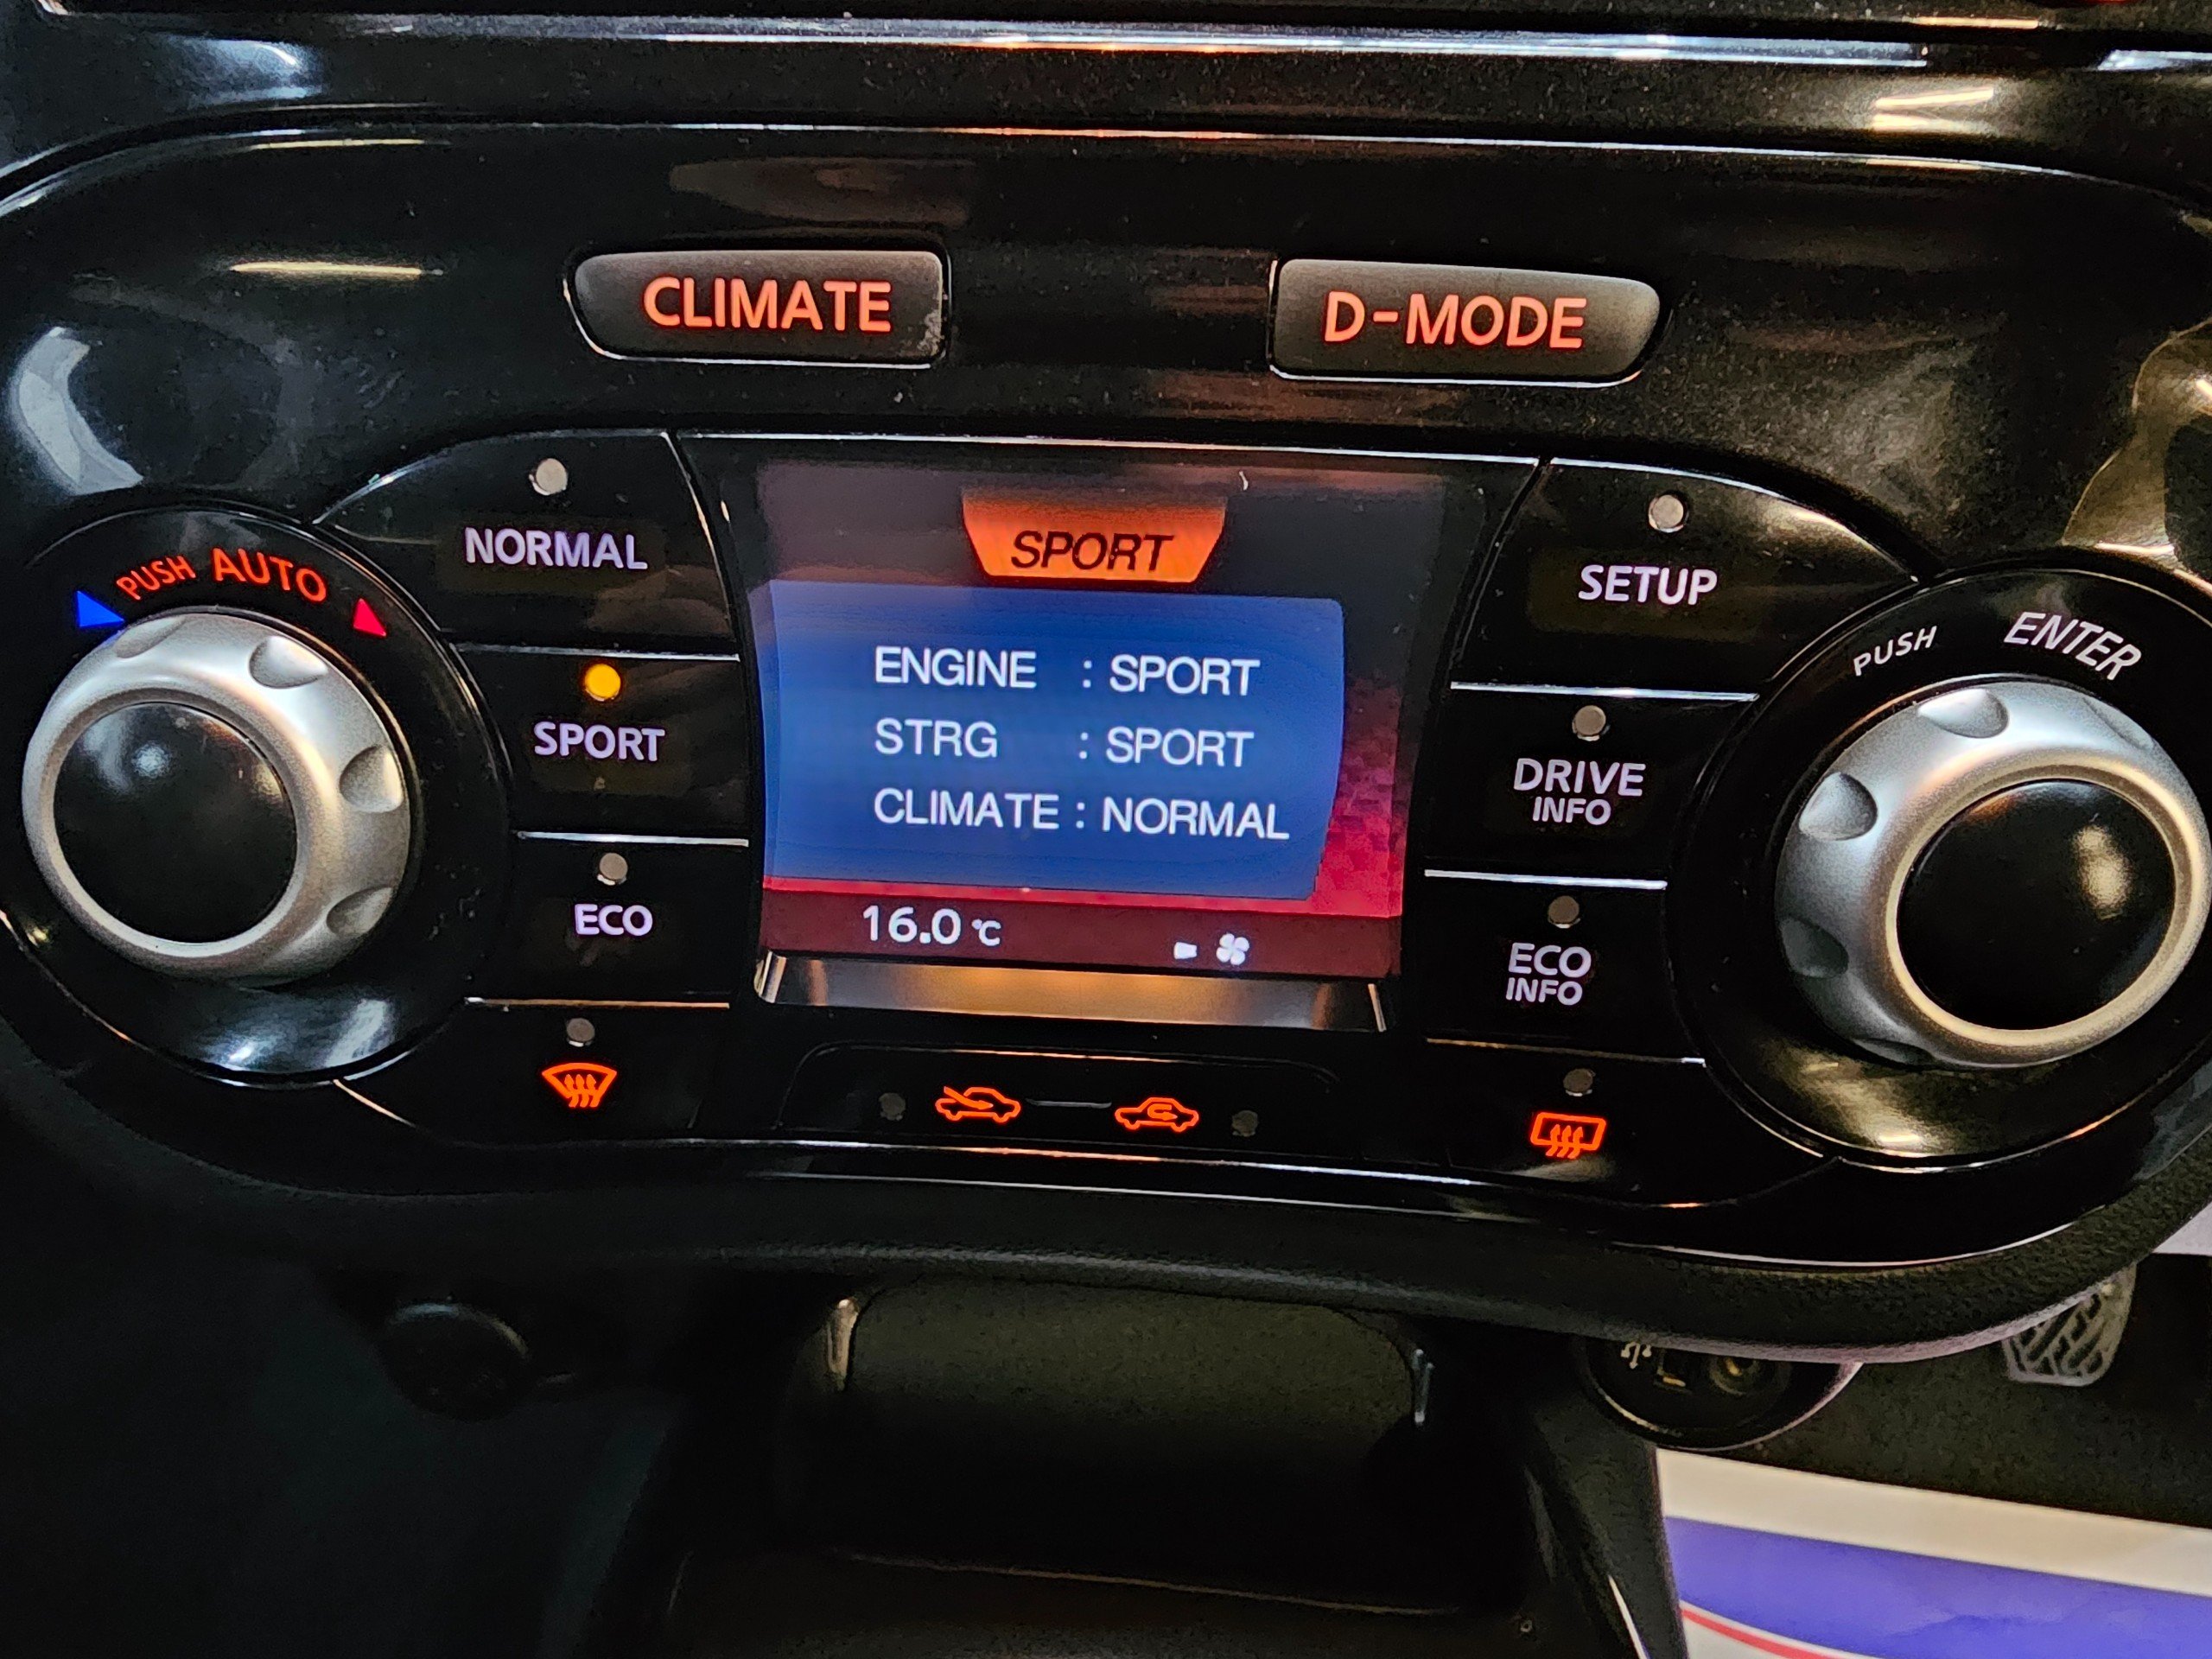 CLIMATE
D-MODE
PUSH AUTO
NORMAL
SPORT
ECO
SPORT
ENGINE : SPORT
STRG : SPORT
CLIMATE : NORMAL
16.0 °C
SETUP
DRIVE
INFO
ECO
INFO
PUSH ENTER